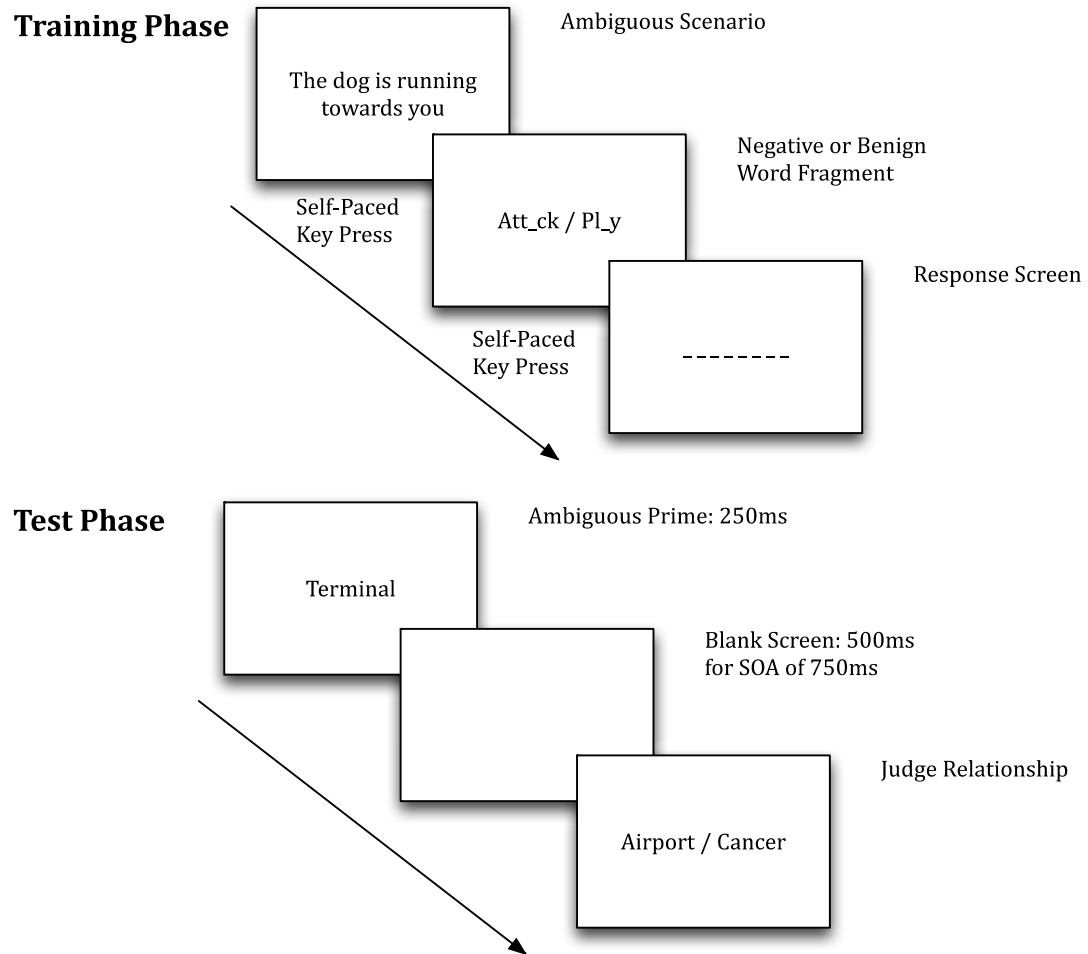 Training Phase
Ambiguous Scenario
The dog is running
towards you
Negative or Benign
Word Fragment
Self-Paced
Key Press
Att_ck / Pl_y
Response Screen
Self-Paced
Key Press
________
Test Phase
Ambiguous Prime: 250ms
Terminal
Blank Screen: 500ms
for SOA of 750ms
Judge Relationship
Airport / Cancer